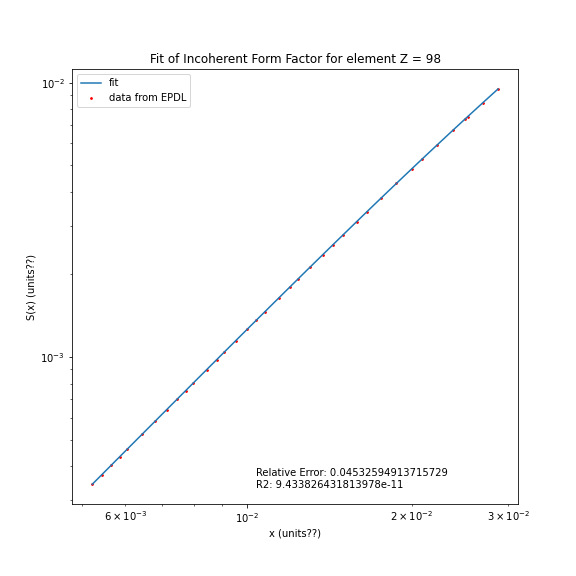 Fit of Incoherent Form Factor for element Z = 98
fit
data from EPDL
10⁻²
10⁻³
S(x) (units??)
Relative Error: 0.04532594913715729
R2: 9.433826431813978e-11
6 × 10⁻³
10⁻²
2 × 10⁻²
3 × 10⁻²
x (units??)